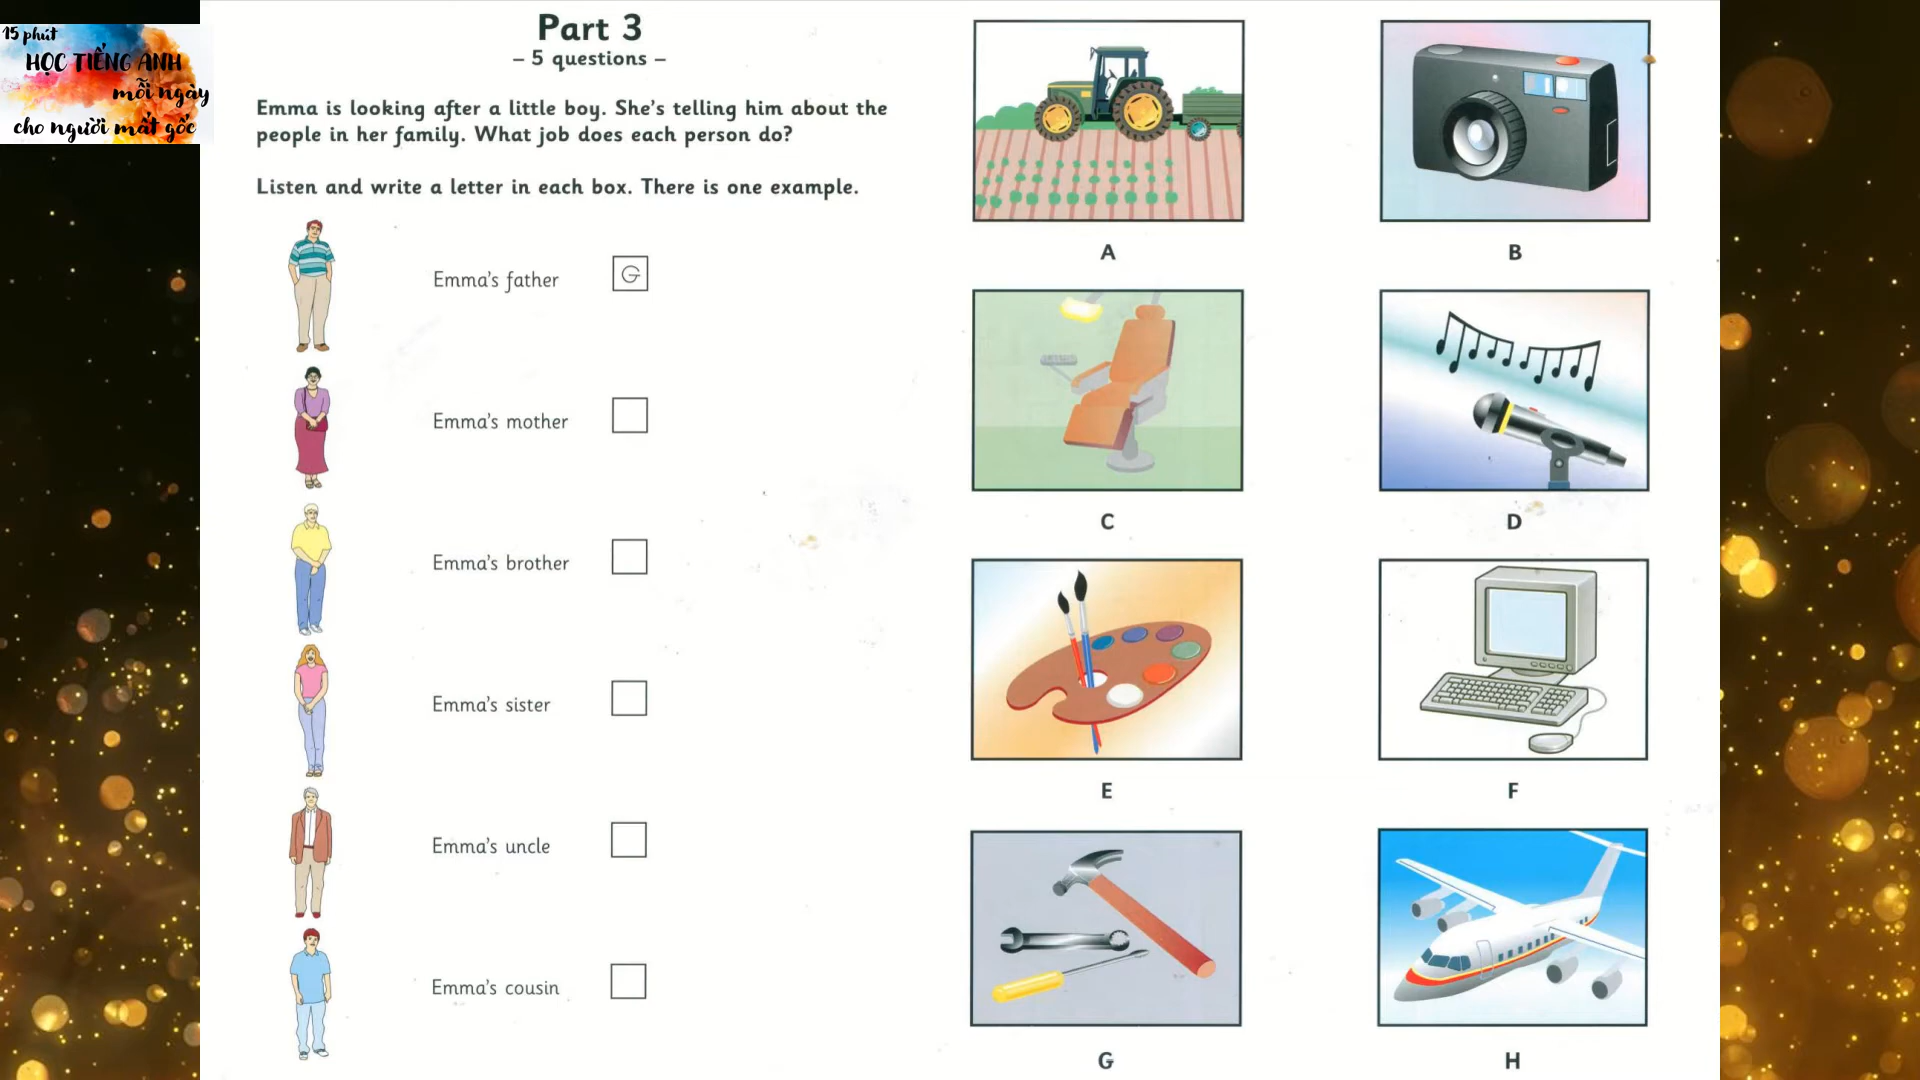 15 phút
HỌC TIẾNG ANH
mỗi ngày
cho người mất gốc
Part 3
– 5 questions –
Emma is looking after a little boy. She's telling him about the
people in her family. What job does each person do?
Listen and write a letter in each box. There is one example.
Emma's father G
Emma's mother
Emma's brother
Emma's sister
Emma's uncle
Emma's cousin
A
B
C
D
E
F
G
H